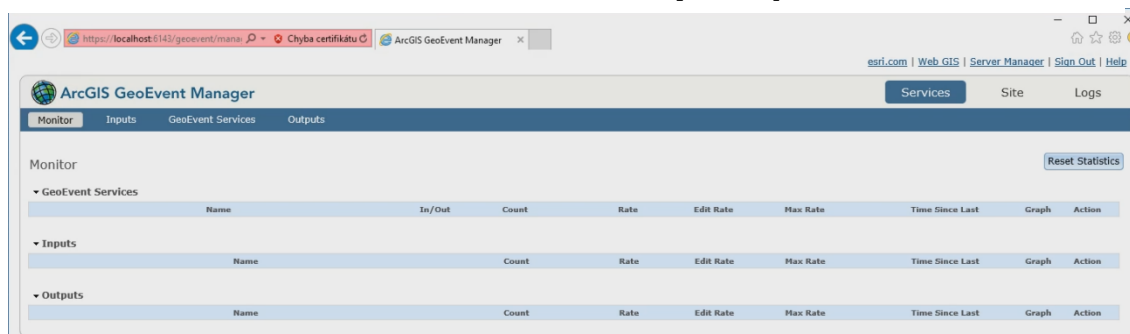 https://localhost:6143/geoevent/mana
Chyba certifikátu
ArcGIS GeoEvent Manager
esri.com | Web GIS | Server Manager | Sign Out | Help
ArcGIS GeoEvent Manager
Services
Site
Logs
Monitor
Inputs
GeoEvent Services
Outputs
Monitor
Reset Statistics
GeoEvent Services
Name In/Out Count Rate Edit Rate Max Rate Time Since Last Graph Action
Inputs
Name Count Rate Edit Rate Max Rate Time Since Last Graph Action
Outputs
Name Count Rate Edit Rate Max Rate Time Since Last Graph Action